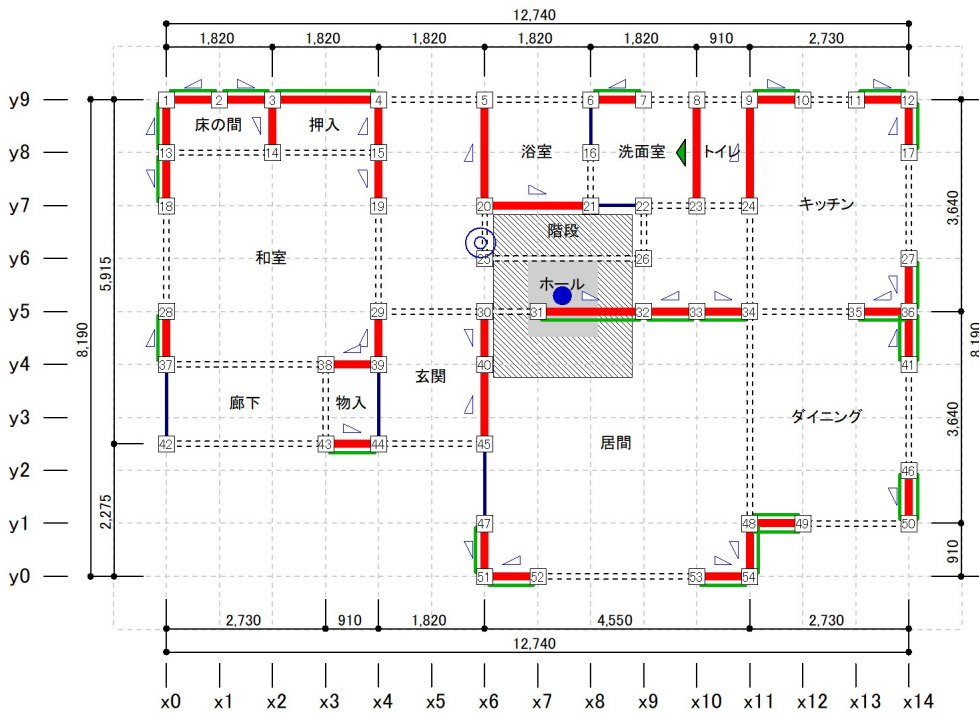 12,740
1,820 1,820 1,820 1,820 1,820 910 2,730
y9 1 2 3 4 5 6 7 8 9 10 11 12
床の間 押入 浴室 洗面室 トイレ
y8 13 14 15 16 17
y7 18 19 20 21 22 23 24 キッチン 3,640
階段
和室
y6 25 26 27
5,915
ホール
y5 28 29 30 31 32 33 34 35 36
8,190 8,190
y4 37 38 39 40 41
玄関
廊下 物入 ダイニング
y3
居間 3,640
42 43 44 45
y2 46
2,275
y1 47 48 49 50
910
y0 51 52 53 54
2,730 910 1,820 4,550 2,730
12,740
x0 x1 x2 x3 x4 x5 x6 x7 x8 x9 x10 x11 x12 x13 x14